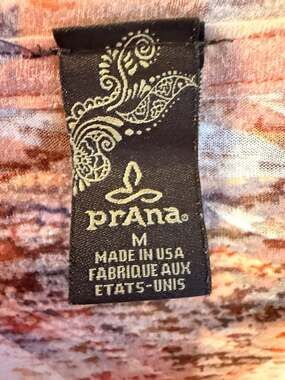 prAna®
M
MADE IN USA
FABRIQUE AUX
ETATS-UNIS